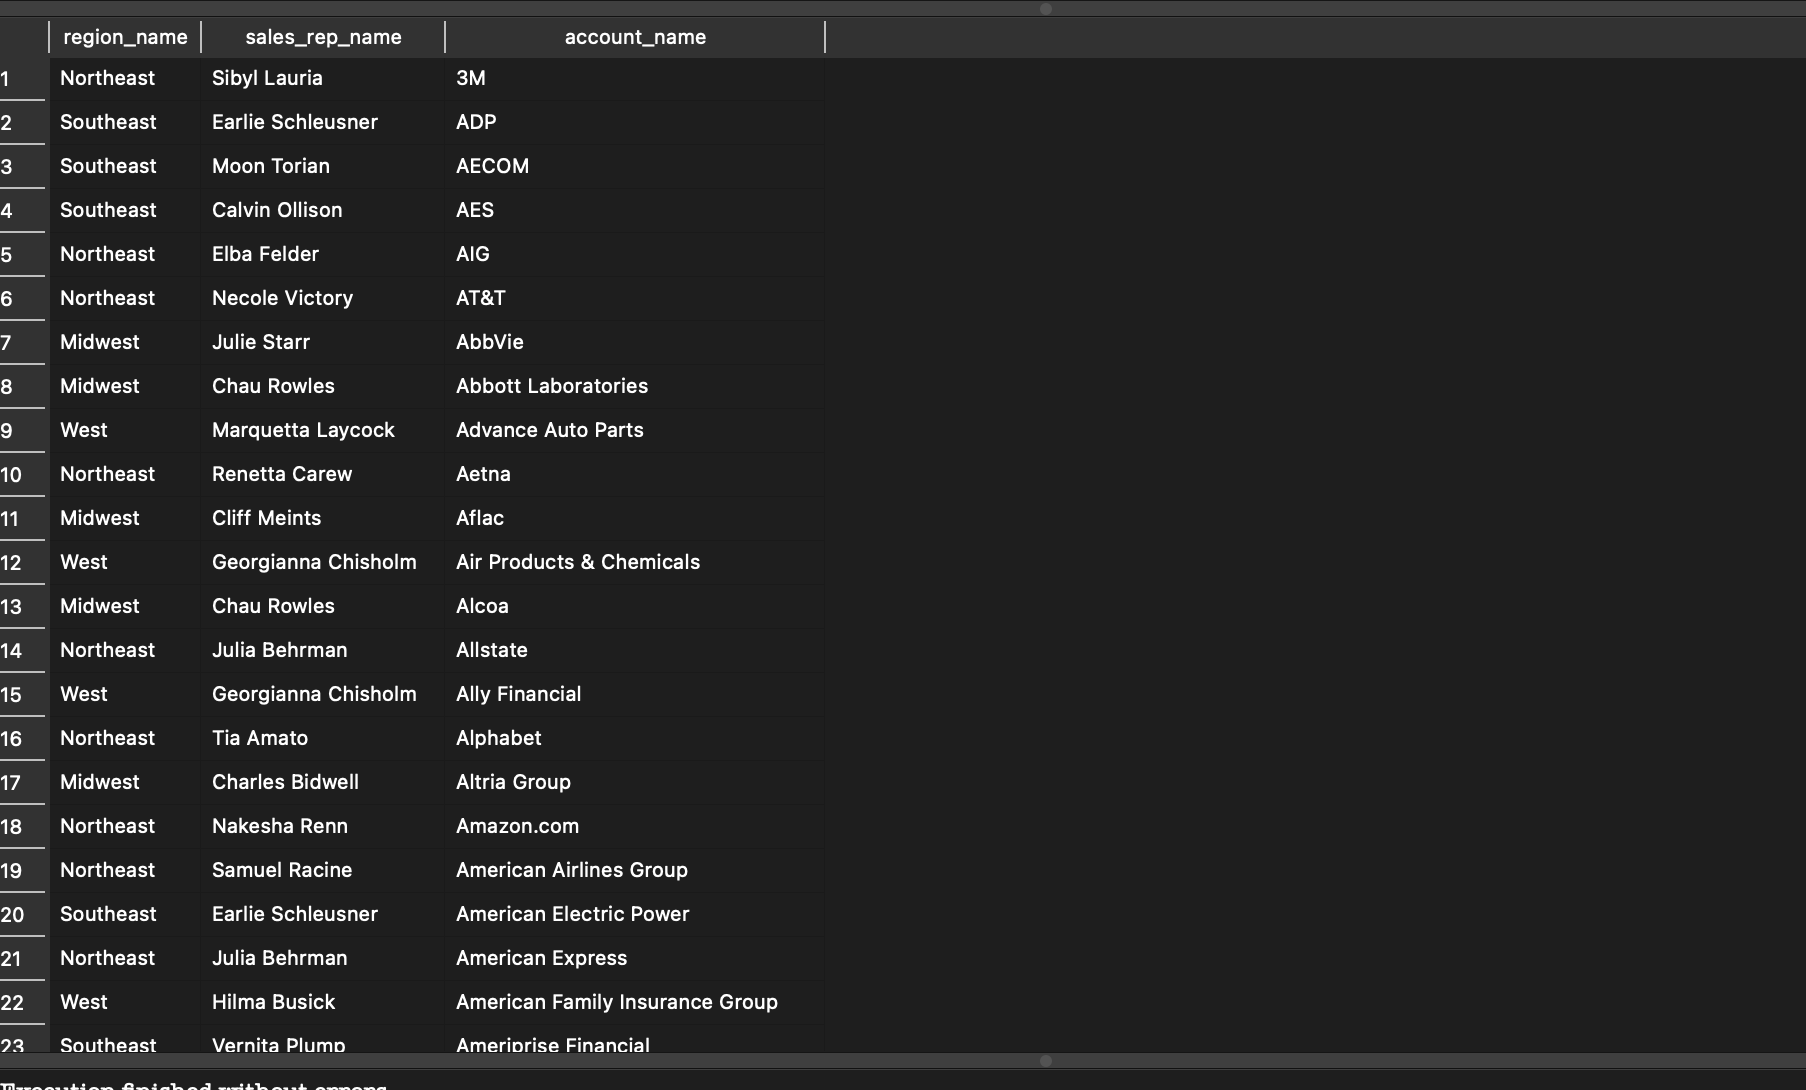 region_name sales_rep_name account_name
1 Northeast Sibyl Lauria 3M
2 Southeast Earlie Schleusner ADP
3 Southeast Moon Torian AECOM
4 Southeast Calvin Ollison AES
5 Northeast Elba Felder AIG
6 Northeast Necole Victory AT&T
7 Midwest Julie Starr AbbVie
8 Midwest Chau Rowles Abbott Laboratories
9 West Marquetta Laycock Advance Auto Parts
10 Northeast Renetta Carew Aetna
11 Midwest Cliff Meints Aflac
12 West Georgianna Chisholm Air Products & Chemicals
13 Midwest Chau Rowles Alcoa
14 Northeast Julia Behrman Allstate
15 West Georgianna Chisholm Ally Financial
16 Northeast Tia Amato Alphabet
17 Midwest Charles Bidwell Altria Group
18 Northeast Nakesha Renn Amazon.com
19 Northeast Samuel Racine American Airlines Group
20 Southeast Earlie Schleusner American Electric Power
21 Northeast Julia Behrman American Express
22 West Hilma Busick American Family Insurance Group
23 Southeast Vernita Plump Ameriprise Financial
Execution finished without errors.